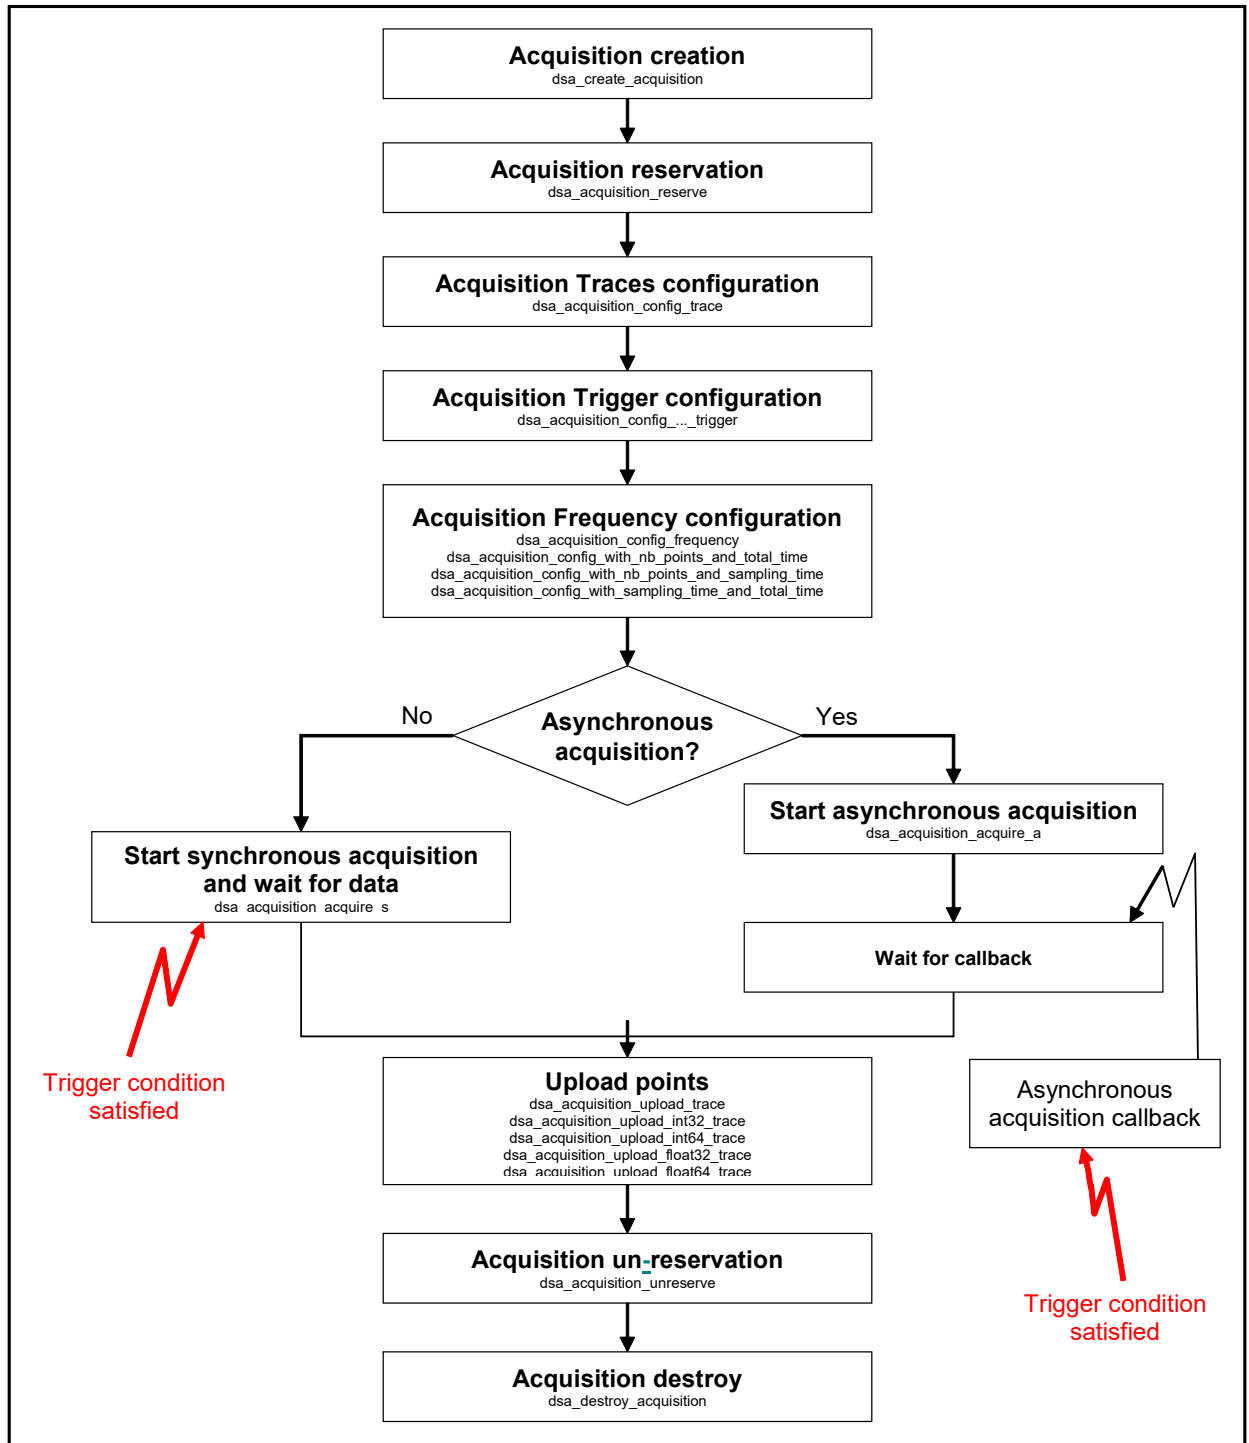 Acquisition creation
dsa_create_acquisition
Acquisition reservation
dsa_acquisition_reserve
Acquisition Traces configuration
dsa_acquisition_config_trace
Acquisition Trigger configuration
dsa_acquisition_config_..._trigger
Acquisition Frequency configuration
dsa_acquisition_config_frequency
dsa_acquisition_config_with_nb_points_and_total_time
dsa_acquisition_config_with_nb_points_and_sampling_time
dsa_acquisition_config_with_sampling_time_and_total_time
No
Asynchronous
acquisition?
Yes
Start asynchronous acquisition
dsa_acquisition_acquire_a
Start synchronous acquisition
and wait for data
dsa_acquisition_acquire_s
Wait for callback
Trigger condition
satisfied
Upload points
dsa_acquisition_upload_trace
dsa_acquisition_upload_int32_trace
dsa_acquisition_upload_int64_trace
dsa_acquisition_upload_float32_trace
dsa_acquisition_upload_float64_trace
Asynchronous
acquisition callback
Acquisition un-reservation
dsa_acquisition_unreserve
Trigger condition
satisfied
Acquisition destroy
dsa_destroy_acquisition